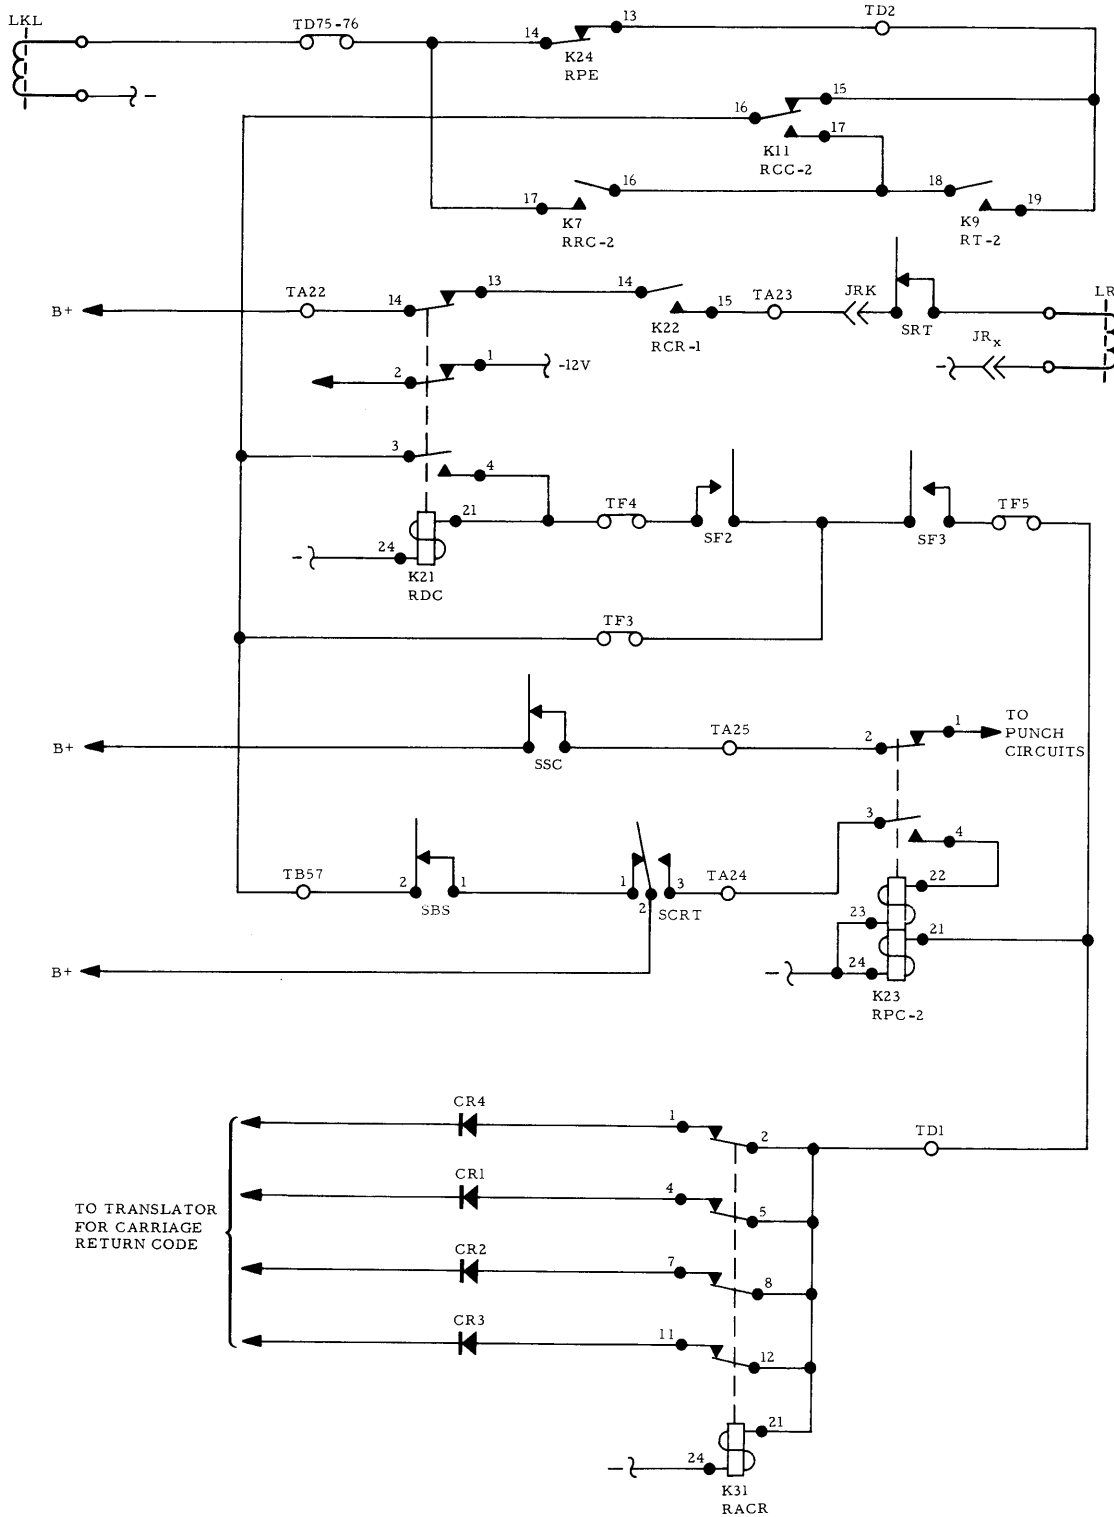 LKL
TD75-76
14
13
TD2
K24
RPE
16
15
17
K11
RCC-2
17
16
K7
RRC-2
18
19
K9
RT-2
B+
TA22
14
13
14
15
K22
RCR-1
TA23
JRK
SRT
LR
JRx
-
2
1
-12V
3
4
21
24
-
K21
RDC
TF4
SF2
SF3
TF5
TF3
B+
SSC
TA25
2
1
TO
PUNCH
CIRCUITS
TB57
2
1
SBS
1
2
3
SCRT
TA24
3
4
22
23
21
24
-
K23
RPC-2
B+
TO TRANSLATOR
FOR CARRIAGE
RETURN CODE
CR4
1
2
TD1
CR1
4
5
CR2
7
8
CR3
11
12
21
24
-
K31
RACR